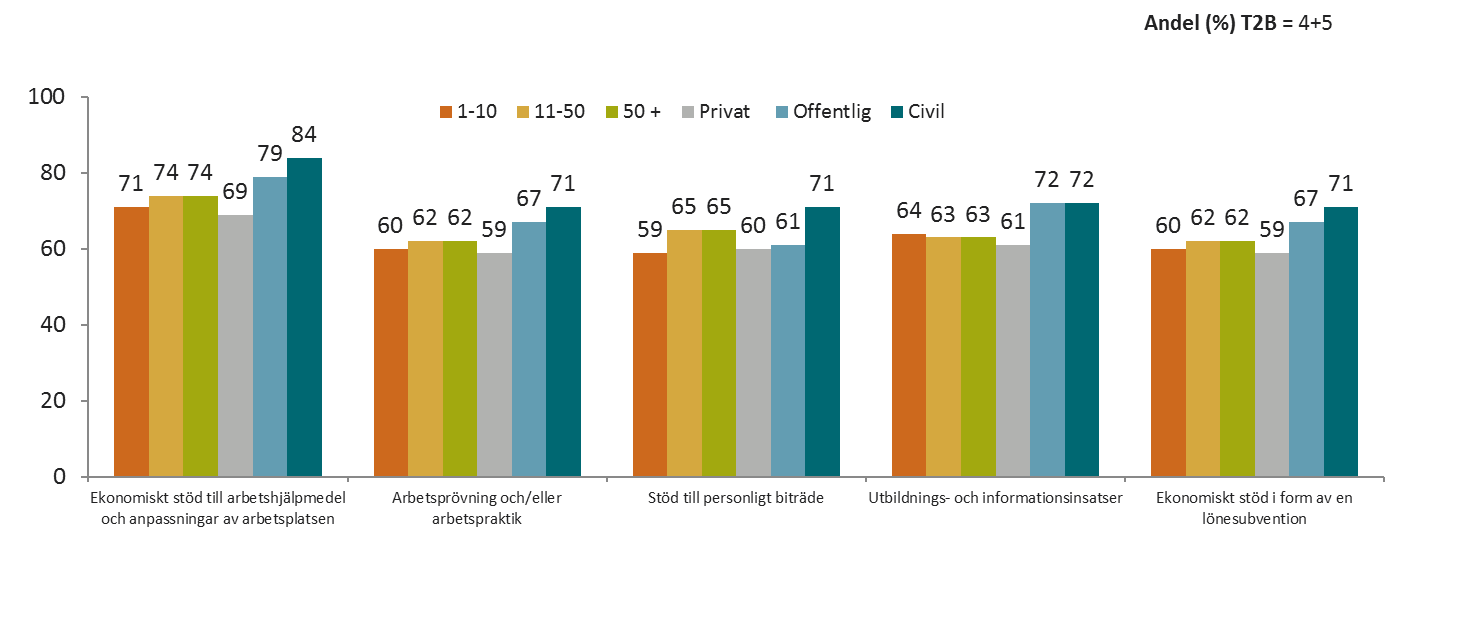 Andel (%) T2B = 4+5
1-10 11-50 50 + Privat Offentlig Civil
100
80
60
40
20
0
71 74 74 69 79 84
60 62 62 59 67 71
59 65 65 60 61 71
64 63 63 61 72 72
60 62 62 59 67 71
Ekonomiskt stöd till arbetshjälpmedel
och anpassningar av arbetsplatsen
Arbetsprövning och/eller
arbetspraktik
Stöd till personligt biträde
Utbildnings- och informationsinsatser
Ekonomiskt stöd i form av en
lönesubvention